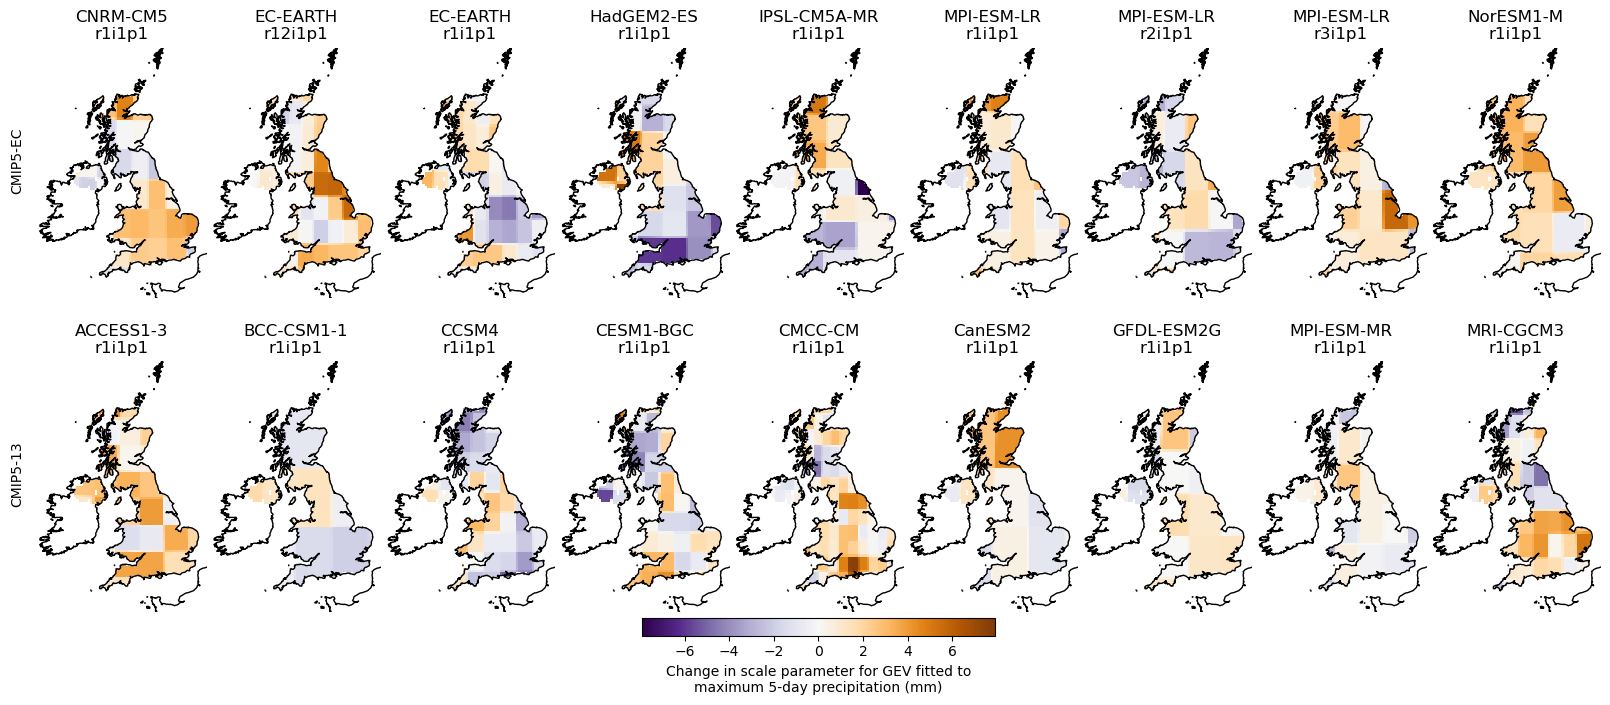 CNRM-CM5 EC-EARTH EC-EARTH HadGEM2-ES IPSL-CM5A-MR MPI-ESM-LR MPI-ESM-LR MPI-ESM-LR NorESM1-M
r1i1p1 r12i1p1 r1i1p1 r1i1p1 r1i1p1 r1i1p1 r2i1p1 r3i1p1 r1i1p1
CMIP5-EC
ACCESS1-3 BCC-CSM1-1 CCSM4 CESM1-BGC CMCC-CM CanESM2 GFDL-ESM2G MPI-ESM-MR MRI-CGCM3
r1i1p1 r1i1p1 r1i1p1 r1i1p1 r1i1p1 r1i1p1 r1i1p1 r1i1p1 r1i1p1
CMIP5-13
−6 −4 −2 0 2 4 6
Change in scale parameter for GEV fitted to
maximum 5-day precipitation (mm)